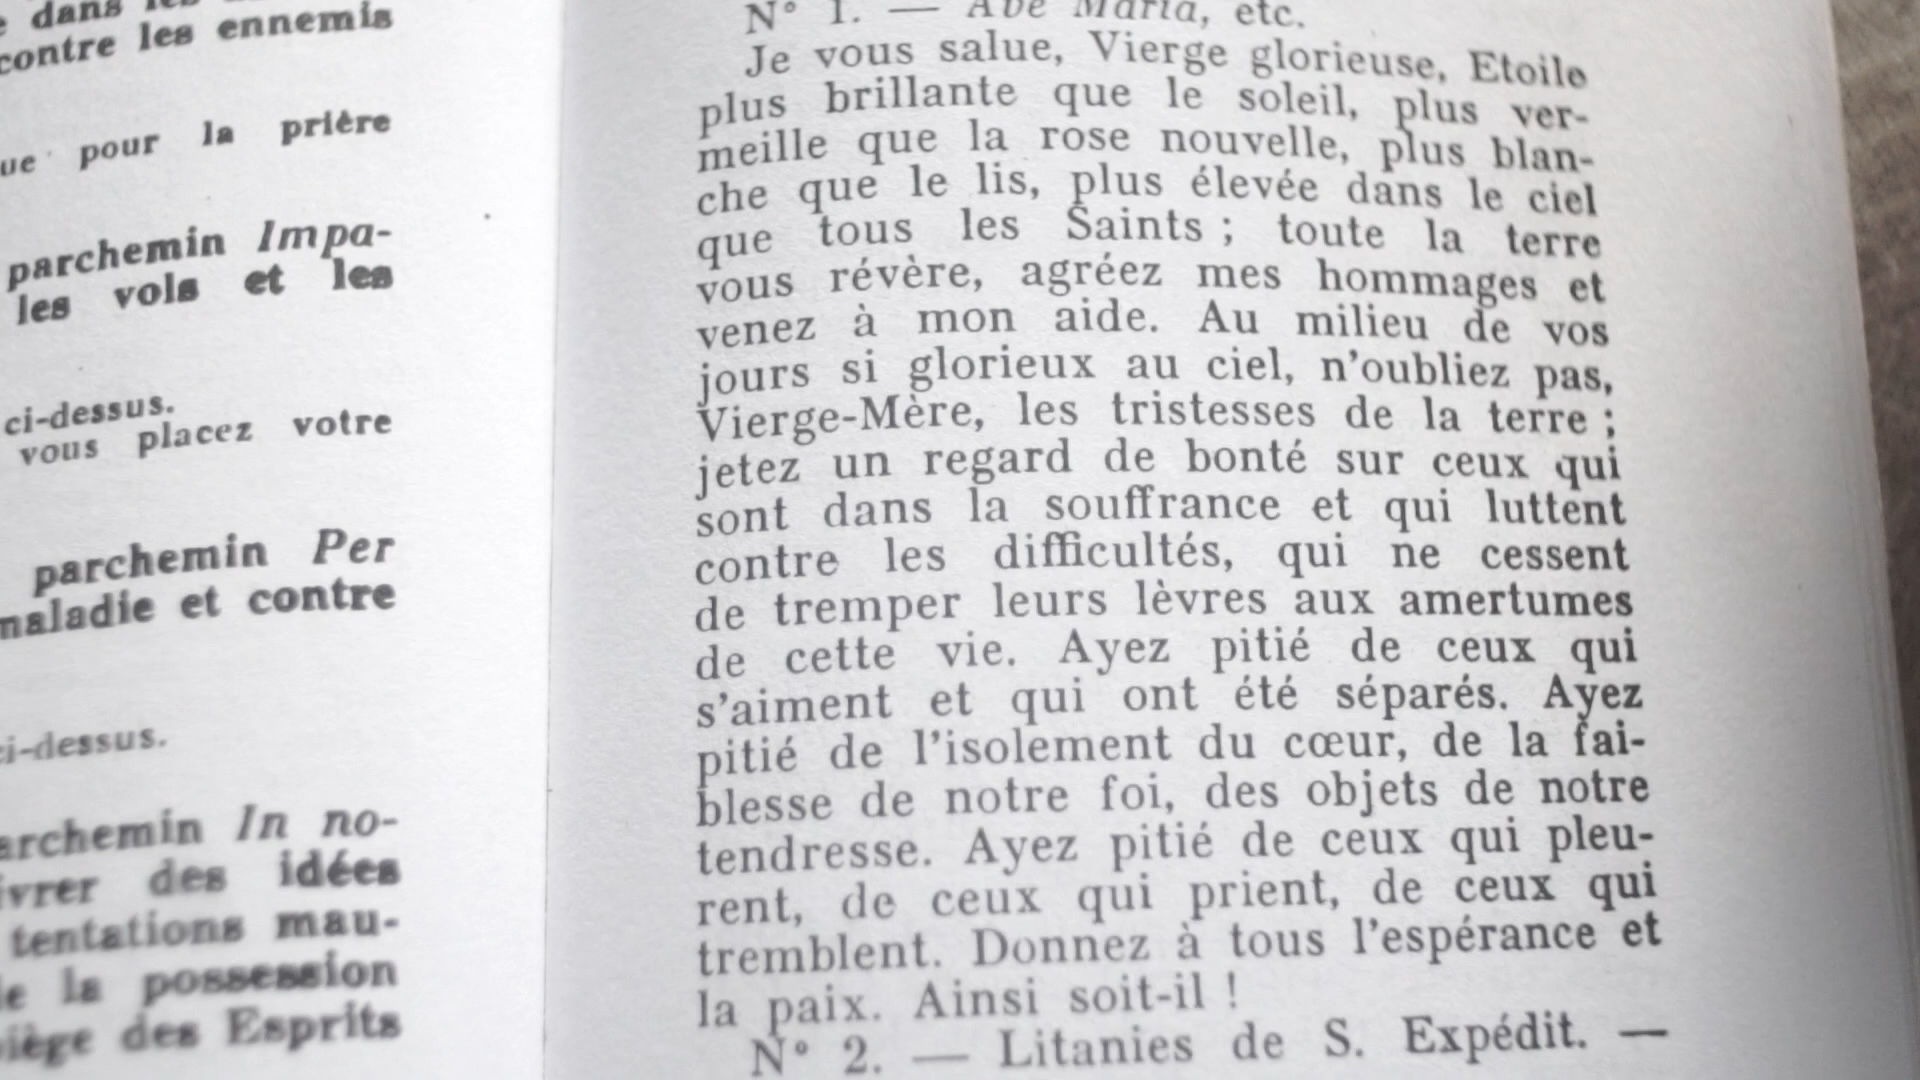 dans
contre les ennemis
pour la prière
parchemin Impa-
les vols et les
ci-dessus.
vous placez votre
parchemin Per
maladie et contre
ci-dessus.
parchemin In no-
des idées
tentations mau-
la possession
des Esprits
N° 1. — Ave Maria, etc.
Je vous salue, Vierge glorieuse, Etoile
plus brillante que le soleil, plus ver-
meille que la rose nouvelle, plus blan-
che que le lis, plus élevée dans le ciel
que tous les Saints ; toute la terre
vous révère, agréez mes hommages et
venez à mon aide. Au milieu de vos
jours si glorieux au ciel, n'oubliez pas,
Vierge-Mère, les tristesses de la terre ;
jetez un regard de bonté sur ceux qui
sont dans la souffrance et qui luttent
contre les difficultés, qui ne cessent
de tremper leurs lèvres aux amertumes
de cette vie. Ayez pitié de ceux qui
s'aiment et qui ont été séparés. Ayez
pitié de l'isolement du cœur, de la fai-
blesse de notre foi, des objets de notre
tendresse. Ayez pitié de ceux qui pleu-
rent, de ceux qui prient, de ceux qui
tremblent. Donnez à tous l'espérance et
la paix. Ainsi soit-il !
N° 2. — Litanies de S. Expédit. —